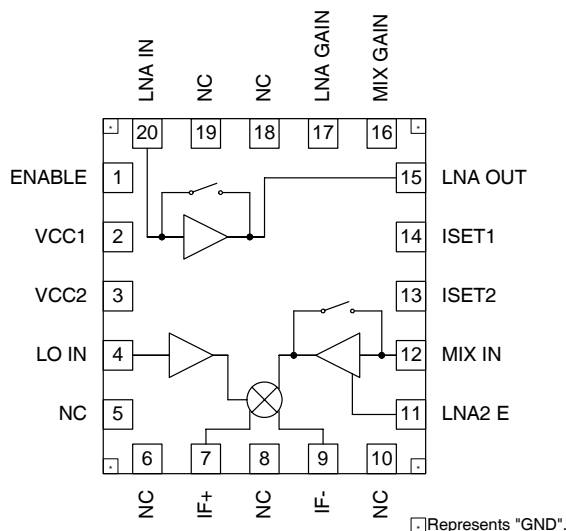 LNA IN
NC
NC
LNA GAIN
MIX GAIN
20
19
18
17
16
ENABLE
1
15
LNA OUT
VCC1
2
14
ISET1
VCC2
3
13
ISET2
LO IN
4
12
MIX IN
NC
5
11
LNA2 E
6
7
8
9
10
NC
IF+
NC
IF-
NC
Represents "GND".